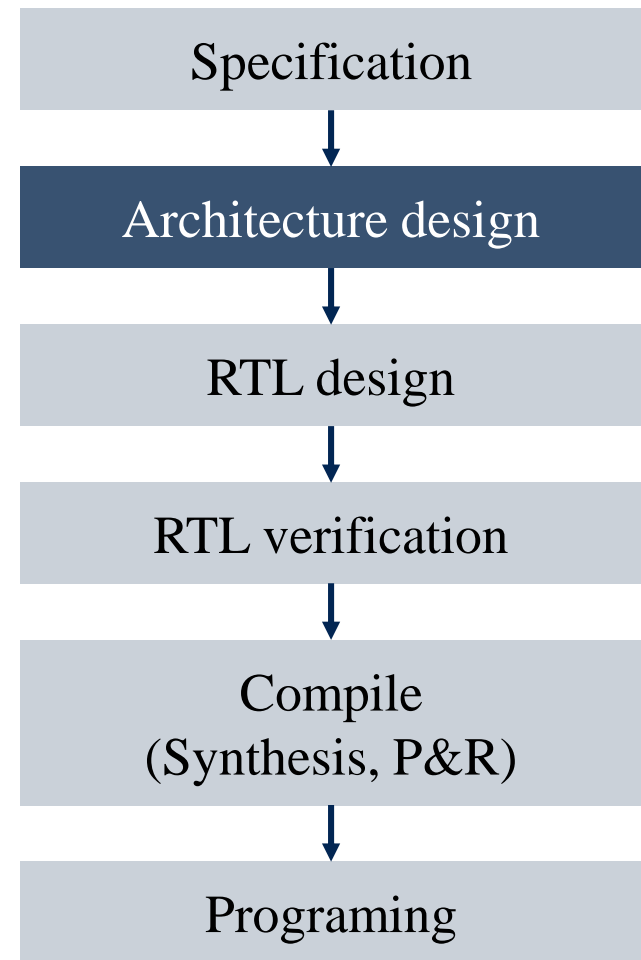 Specification
Architecture design
RTL design
RTL verification
Compile
(Synthesis, P&R)
Programing